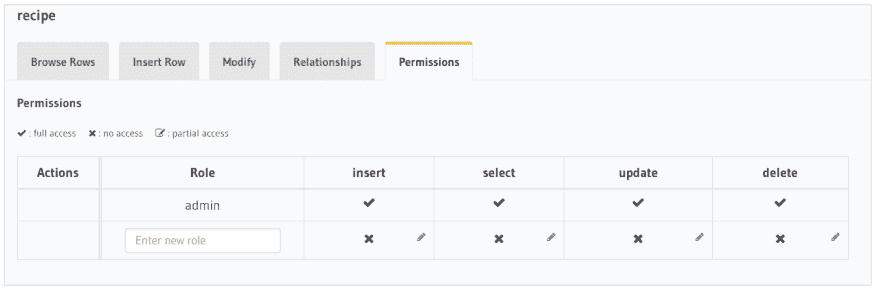 recipe
Browse Rows Insert Row Modify Relationships Permissions
Permissions
: full access : no access : partial access
Actions Role insert select update delete
admin
Enter new role